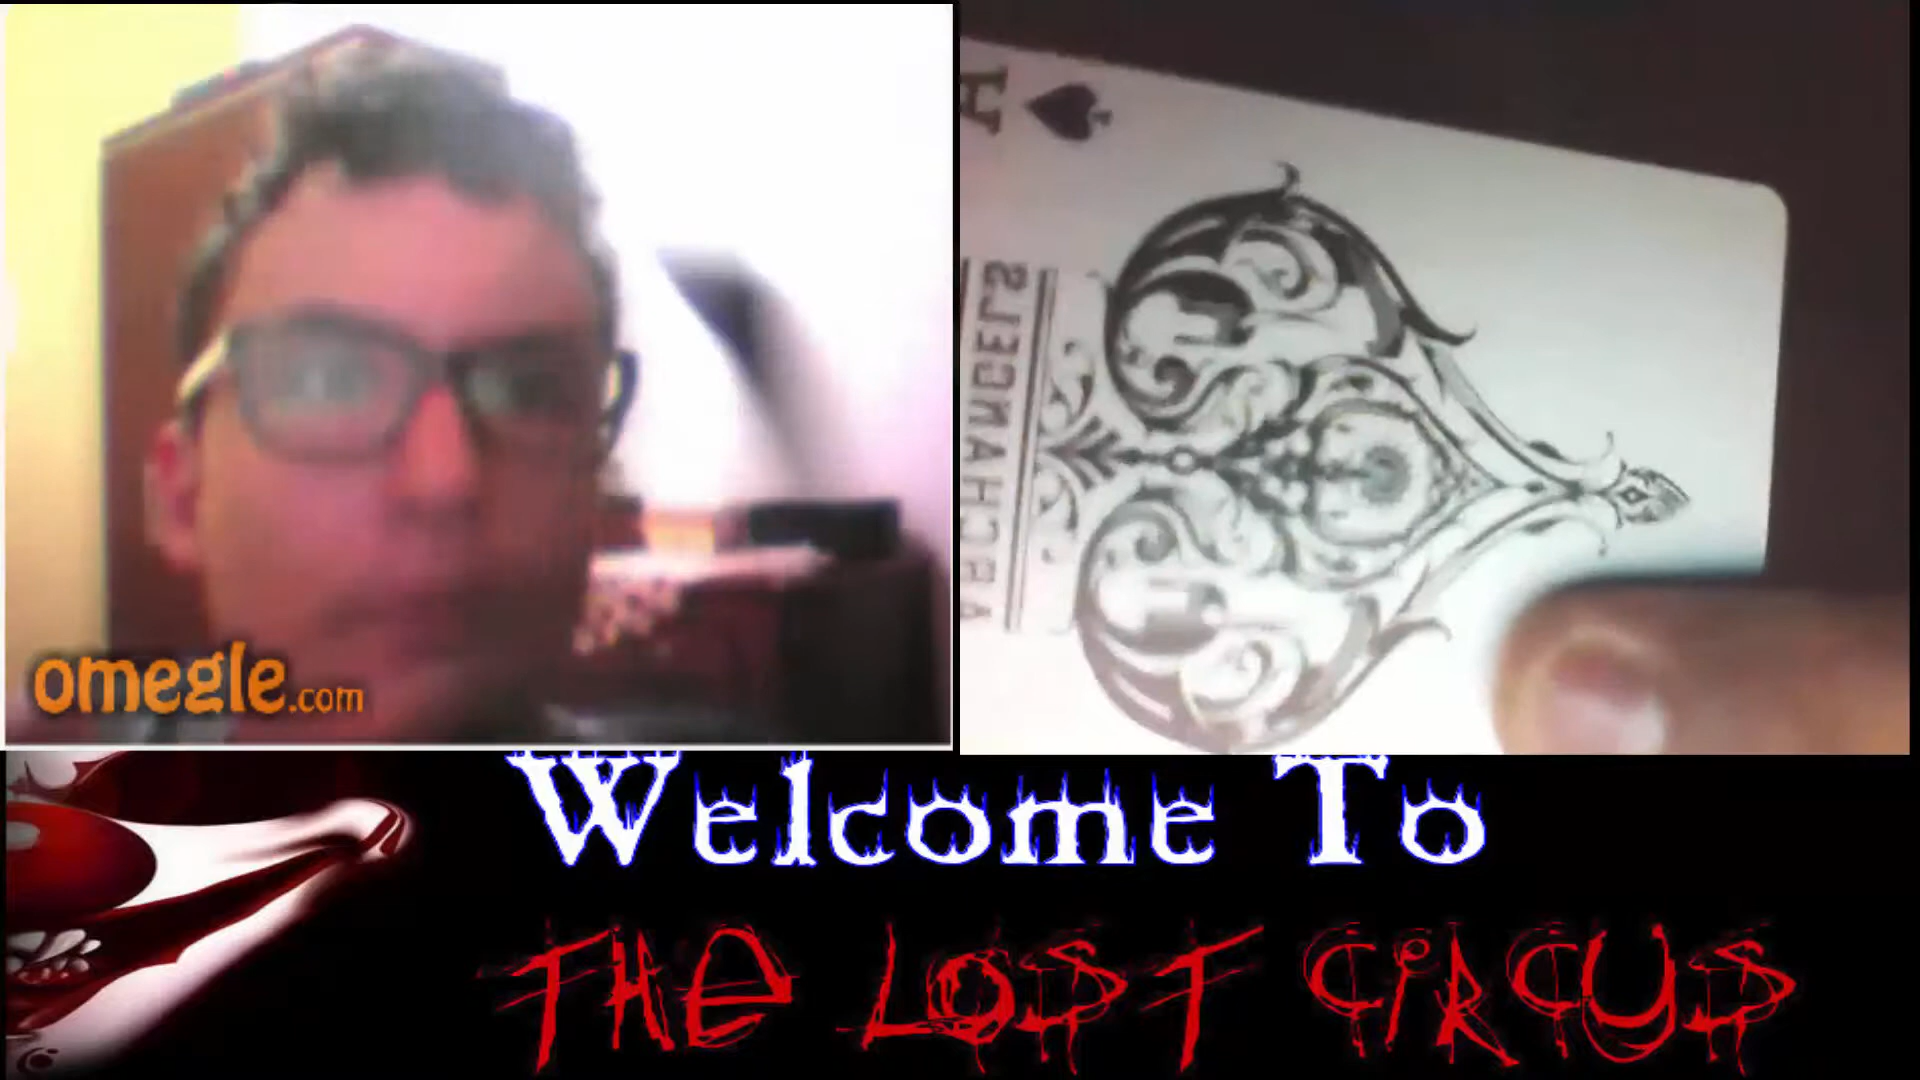 omegle.com
A
ARCHANGELS
Welcome To
THE LOST CIRCUS